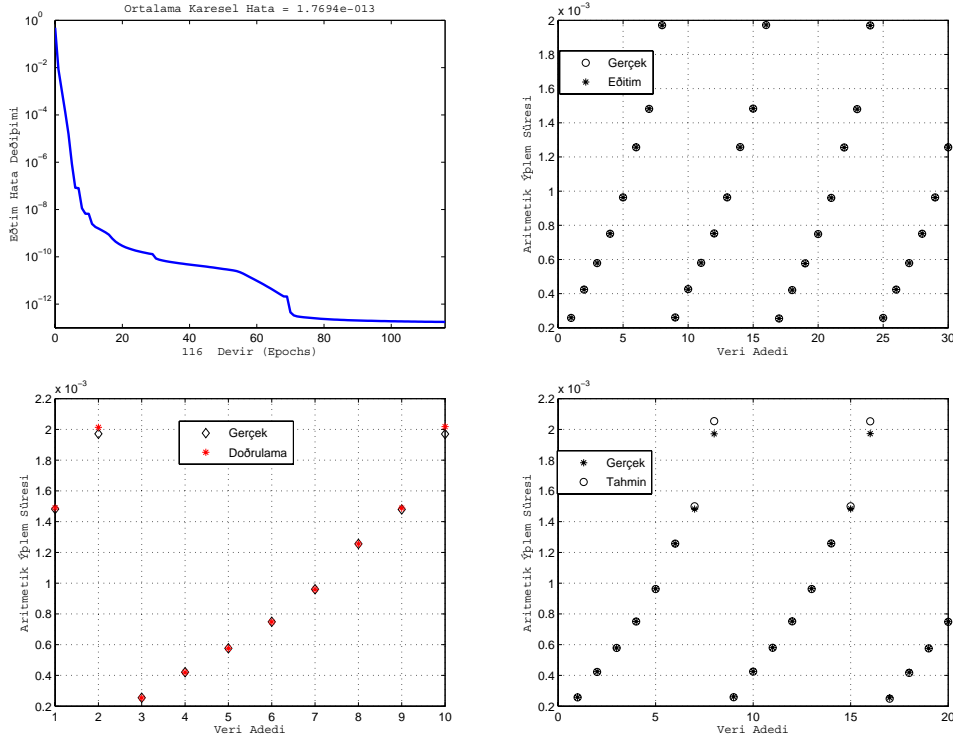 Ortalama Karesel Hata = 1.7694e-013
10^0
10^-2
10^-4
10^-6
10^-8
10^-10
10^-12
Eðtim Hata Deðiþimi
0 20 40 60 80 100
116 Devir (Epochs)
x 10^-3
2
1.8
1.6
1.4
1.2
1
0.8
0.6
0.4
0.2
Aritmetik Ýþlem Süresi
Gerçek
Eðitim
0 5 10 15 20 25 30
Veri Adedi
x 10^-3
2.2
2
1.8
1.6
1.4
1.2
1
0.8
0.6
0.4
0.2
Aritmetik Ýþlem Süresi
Gerçek
Doðrulama
1 2 3 4 5 6 7 8 9 10
Veri Adedi
x 10^-3
2.2
2
1.8
1.6
1.4
1.2
1
0.8
0.6
0.4
0.2
Aritmetik Ýþlem Süresi
Gerçek
Tahmin
0 5 10 15 20
Veri Adedi